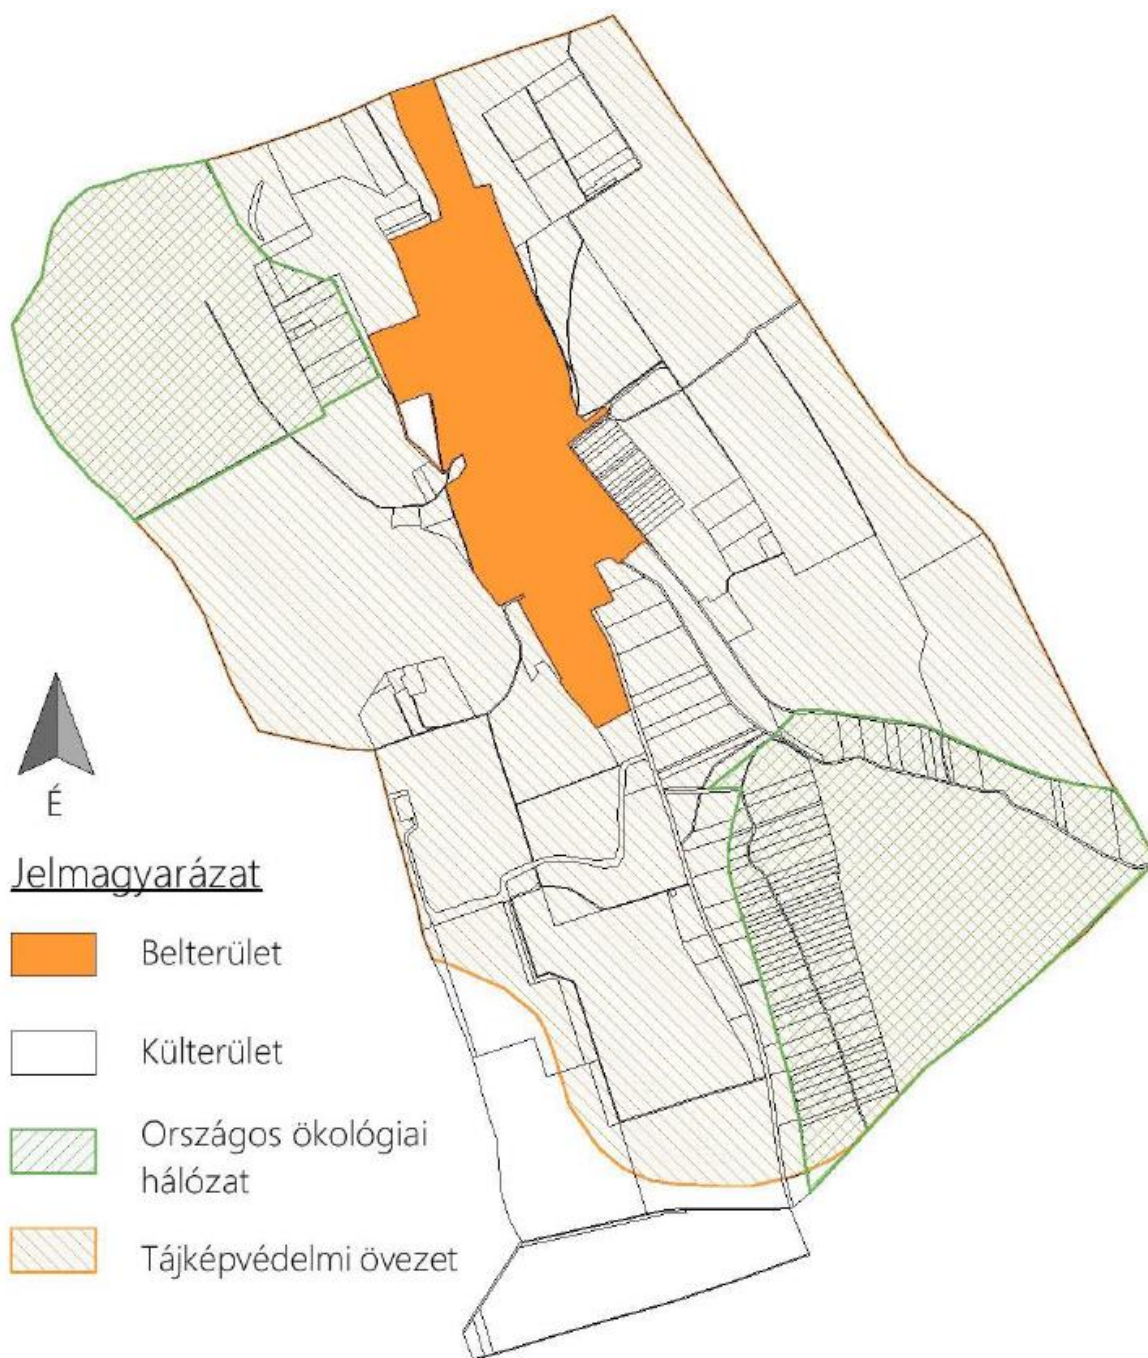 É
Jelmagyarázat
Belterület
Külterület
Országos ökológiai
hálózat
Tájképvédelmi övezet